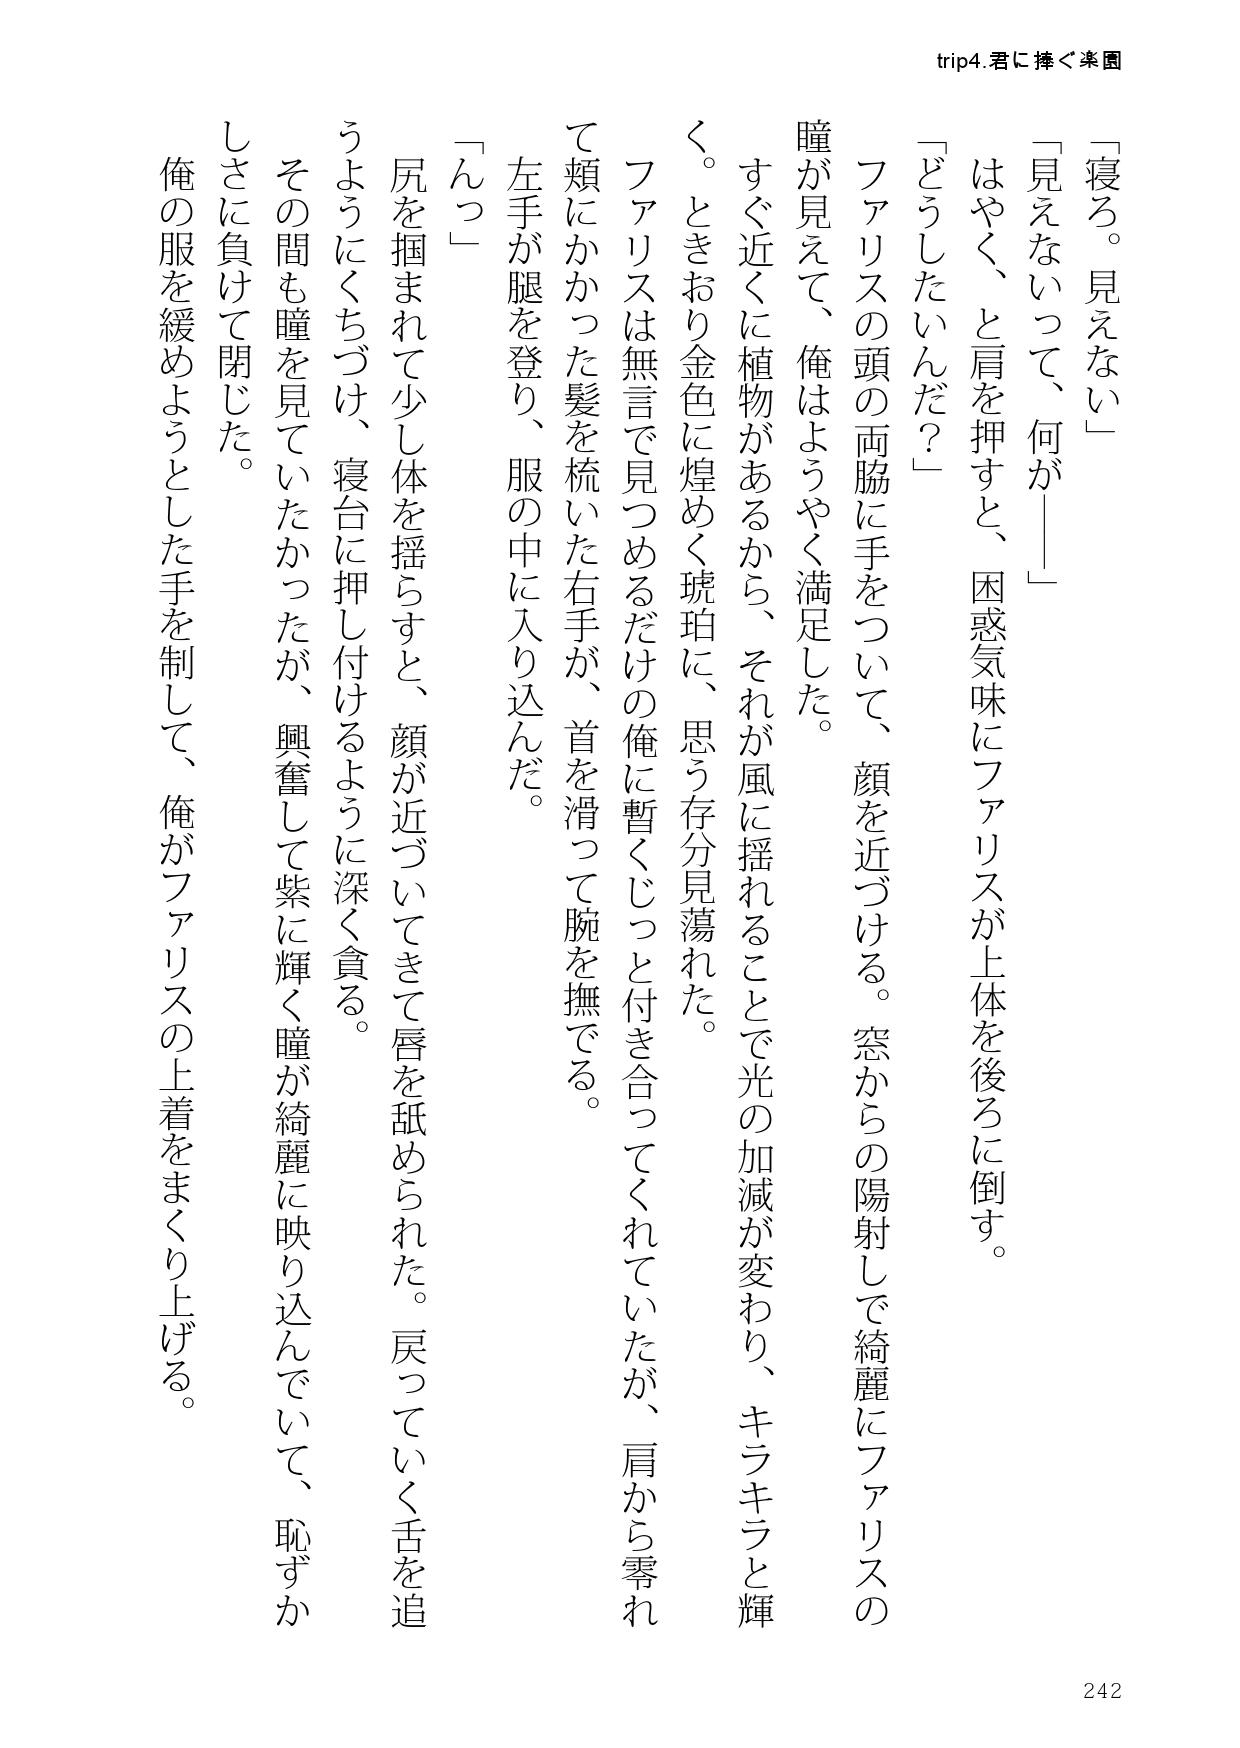 trip4.君に捧ぐ楽園
「寝ろ。見えない」
「見えないって、何が――」
はやく、と肩を押すと、困惑気味にファリスが上体を後ろに倒す。
「どうしたいんだ？」
ファリスの頭の両脇に手をついて、顔を近づける。窓からの陽射しで綺麗にファリスの
瞳が見えて、俺はようやく満足した。
すぐ近くに植物があるから、それが風に揺れることで光の加減が変わり、キラキラと輝
く。ときおり金色に煌めく琥珀に、思う存分見蕩れた。
ファリスは無言で見つめるだけの俺に暫くじっと付き合ってくれていたが、肩から零れ
て頬にかかった髪を梳いた右手が、首を滑って腕を撫でる。
左手が腿を登り、服の中に入り込んだ。
「んっ」
尻を掴まれて少し体を揺らすと、顔が近づいてきて唇を舐められた。戻っていく舌を追
うようにくちづけ、寝台に押し付けるように深く貪る。
その間も瞳を見ていたかったが、興奮して紫に輝く瞳が綺麗に映り込んでいて、恥ずか
しさに負けて閉じた。
俺の服を緩めようとした手を制して、俺がファリスの上着をまくり上げる。
242